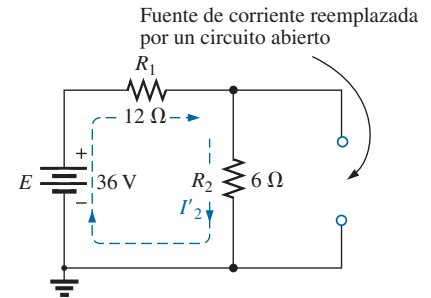 Fuente de corriente reemplazada
por un circuito abierto
R₁
12 Ω
+
E
36 V
R₂
6 Ω
–
I′₂